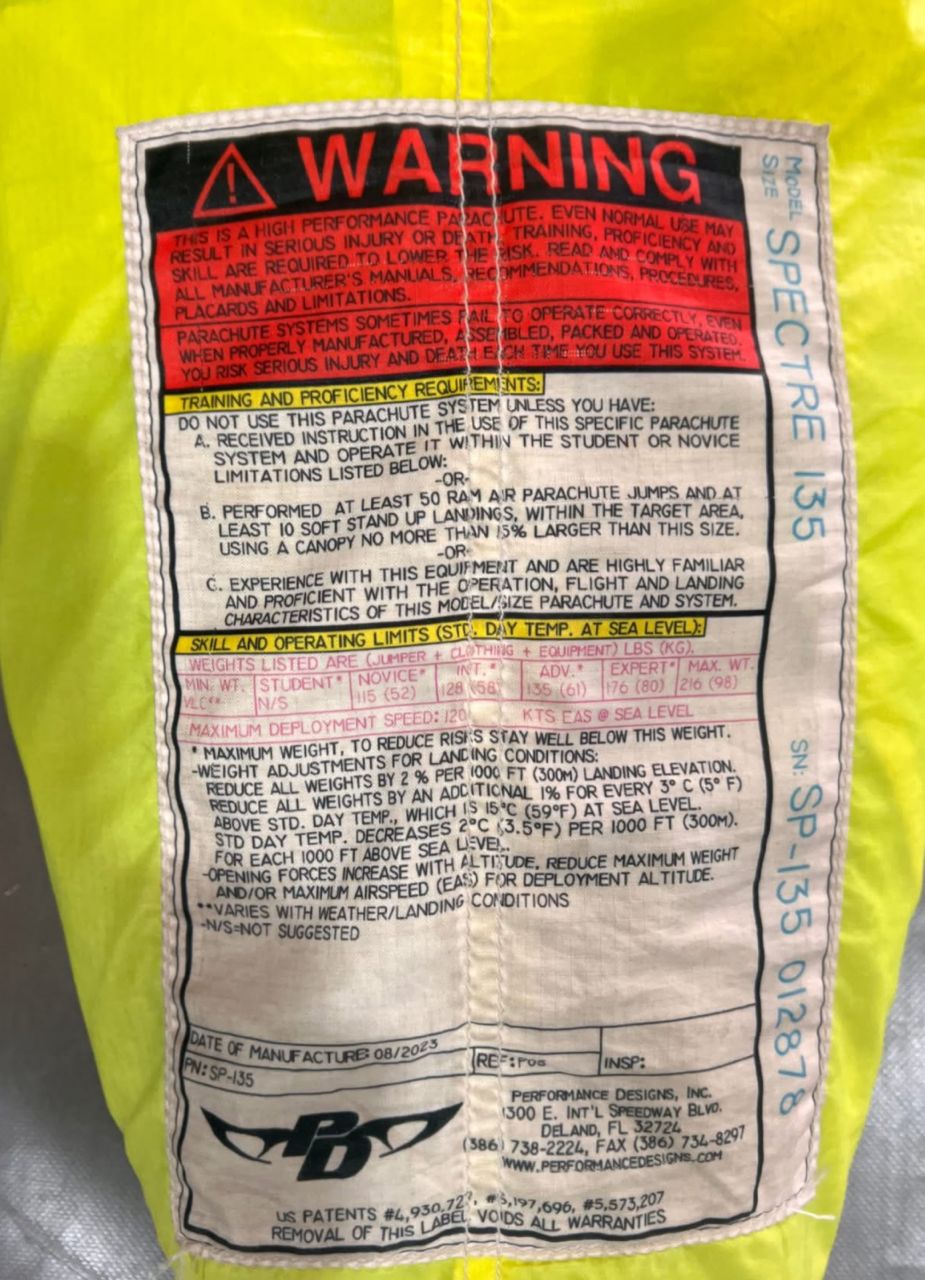 WARNING
THIS IS A HIGH PERFORMANCE PARACHUTE. EVEN NORMAL USE MAY
RESULT IN SERIOUS INJURY OR DEATH. TRAINING, PROFICIENCY AND
SKILL ARE REQUIRED TO LOWER THE RISK. READ AND COMPLY WITH
ALL MANUFACTURER'S MANUALS, RECOMMENDATIONS, PROCEDURES,
PLACARDS AND LIMITATIONS.
PARACHUTE SYSTEMS SOMETIMES FAIL TO OPERATE CORRECTLY, EVEN
WHEN PROPERLY MANUFACTURED, ASSEMBLED, PACKED AND OPERATED.
YOU RISK SERIOUS INJURY AND DEATH EACH TIME YOU USE THIS SYSTEM.
TRAINING AND PROFICIENCY REQUIREMENTS:
DO NOT USE THIS PARACHUTE SYSTEM UNLESS YOU HAVE:
A. RECEIVED INSTRUCTION IN THE USE OF THIS SPECIFIC PARACHUTE
SYSTEM AND OPERATE IT WITHIN THE STUDENT OR NOVICE
LIMITATIONS LISTED BELOW:
-OR-
B. PERFORMED AT LEAST 50 RAM AIR PARACHUTE JUMPS AND AT
LEAST 10 SOFT STAND UP LANDINGS, WITHIN THE TARGET AREA,
USING A CANOPY NO MORE THAN 15% LARGER THAN THIS SIZE.
-OR-
C. EXPERIENCE WITH THIS EQUIPMENT AND ARE HIGHLY FAMILIAR
AND PROFICIENT WITH THE OPERATION, FLIGHT AND LANDING
CHARACTERISTICS OF THIS MODEL/SIZE PARACHUTE AND SYSTEM.
SKILL AND OPERATING LIMITS (STD. DAY TEMP. AT SEA LEVEL):
WEIGHTS LISTED ARE (JUMPER + CLOTHING + EQUIPMENT) LBS (KG).
MIN. WT. STUDENT* NOVICE* INT.* ADV.* EXPERT* MAX. WT.
VLC** N/S 115 (52) 128 (58) 135 (61) 176 (80) 216 (98)
MAXIMUM DEPLOYMENT SPEED: 120 KTS EAS @ SEA LEVEL
* MAXIMUM WEIGHT, TO REDUCE RISKS STAY WELL BELOW THIS WEIGHT.
-WEIGHT ADJUSTMENTS FOR LANDING CONDITIONS:
REDUCE ALL WEIGHTS BY 2 % PER 1000 FT (300M) LANDING ELEVATION.
REDUCE ALL WEIGHTS BY AN ADDITIONAL 1% FOR EVERY 3° C (5° F)
ABOVE STD. DAY TEMP., WHICH IS 15°C (59°F) AT SEA LEVEL.
STD DAY TEMP. DECREASES 2°C (3.5°F) PER 1000 FT (300M).
FOR EACH 1000 FT ABOVE SEA LEVEL.
-OPENING FORCES INCREASE WITH ALTITUDE, REDUCE MAXIMUM WEIGHT
AND/OR MAXIMUM AIRSPEED (EAS) FOR DEPLOYMENT ALTITUDE.
**VARIES WITH WEATHER/LANDING CONDITIONS
-N/S=NOT SUGGESTED
DATE OF MANUFACTURE: 08/2023
REF: POS INSP:
PN: SP-135
PD
PERFORMANCE DESIGNS, INC.
1300 E. INT'L SPEEDWAY BLVD.
DELAND, FL 32724
(386) 738-2224, FAX (386) 734-8297
WWW.PERFORMANCEDESIGNS.COM
US PATENTS #5,197,696, #5,573,207
REMOVAL OF THIS LABEL VOIDS ALL WARRANTIES
MODEL
SIZE
SPECTRE 135
SN: SP-135 012878